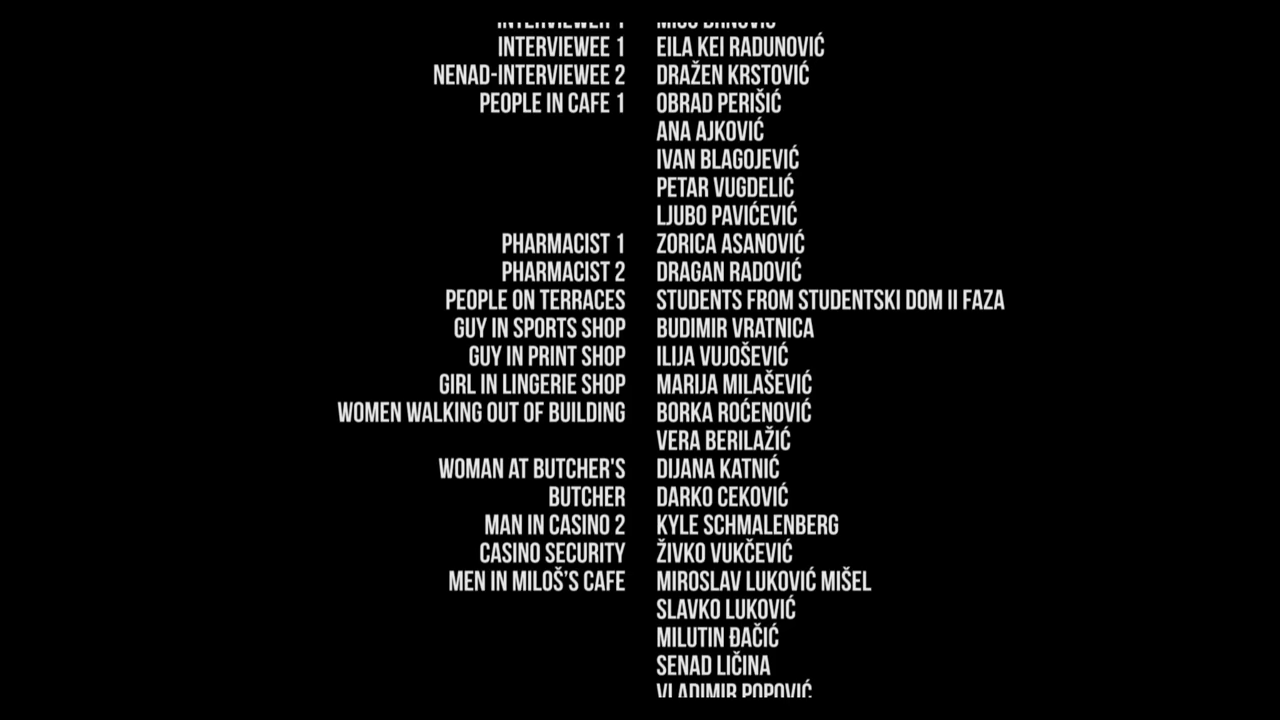 INTERVIEWER 1
INTERVIEWEE 1 EILA KEI RADUNOVIĆ
NENAD-INTERVIEWEE 2 DRAŽEN KRSTOVIĆ
PEOPLE IN CAFE 1 OBRAD PERIŠIĆ
ANA AJKOVIĆ
IVAN BLAGOJEVIĆ
PETAR VUGDELIĆ
LJUBO PAVIĆEVIĆ
PHARMACIST 1 ZORICA ASANOVIĆ
PHARMACIST 2 DRAGAN RADOVIĆ
PEOPLE ON TERRACES STUDENTS FROM STUDENTSKI DOM II FAZA
GUY IN SPORTS SHOP BUDIMIR VRATNICA
GUY IN PRINT SHOP ILIJA VUJOŠEVIĆ
GIRL IN LINGERIE SHOP MARIJA MILAŠEVIĆ
WOMEN WALKING OUT OF BUILDING BORKA ROĆENOVIĆ
VERA BERILAŽIĆ
WOMAN AT BUTCHER'S DIJANA KATNIĆ
BUTCHER DARKO CEKOVIĆ
MAN IN CASINO 2 KYLE SCHMALENBERG
CASINO SECURITY ŽIVKO VUKČEVIĆ
MEN IN MILOŠ’S CAFE MIROSLAV LUKOVIĆ MIŠEL
SLAVKO LUKOVIĆ
MILUTIN ĐAČIĆ
SENAD LIČINA
VLADIMIR POPOVIĆ